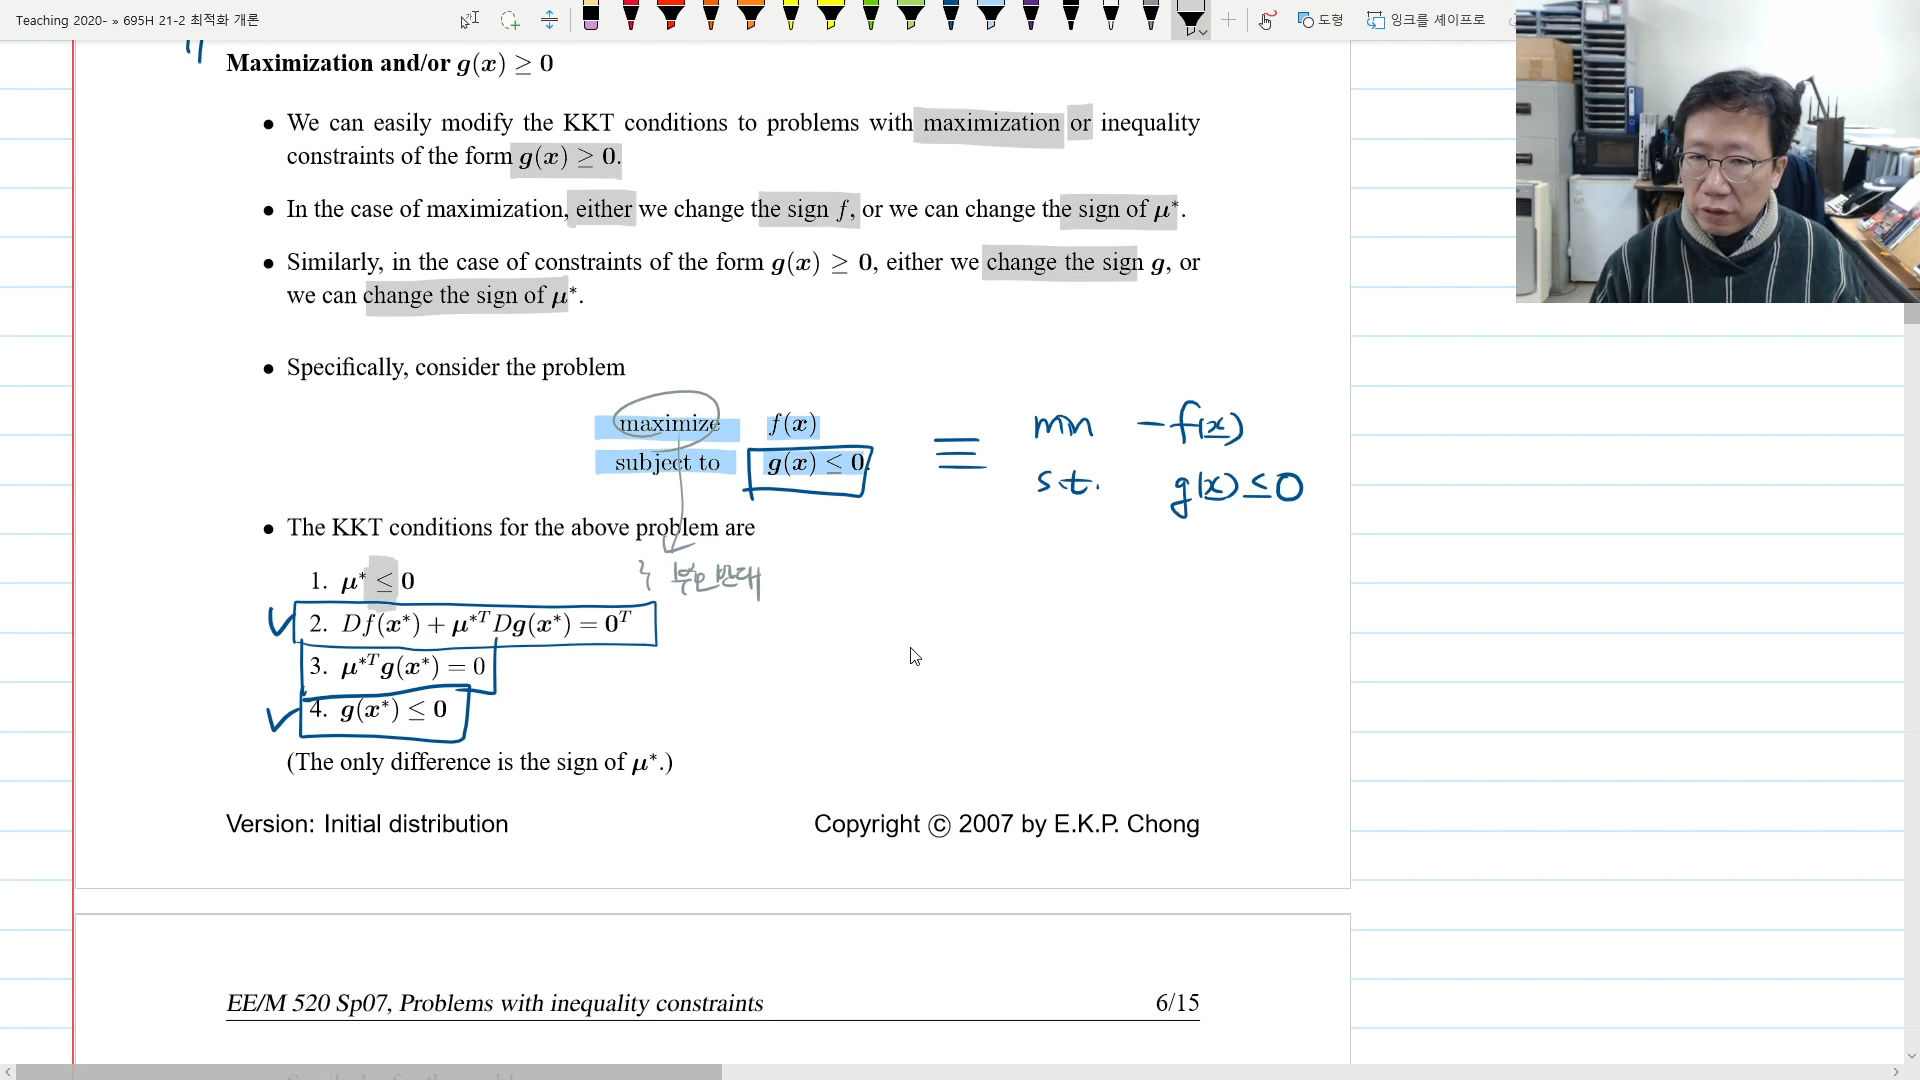 Teaching 2020- » 695H 21-2 최적화 개론
도형
잉크를 셰이프로
Maximization and/or g(x) ≥ 0
• We can easily modify the KKT conditions to problems with maximization or inequality
constraints of the form g(x) ≥ 0.
• In the case of maximization, either we change the sign f, or we can change the sign of μ*.
• Similarly, in the case of constraints of the form g(x) ≥ 0, either we change the sign g, or
we can change the sign of μ*.
• Specifically, consider the problem
maximize f(x)
subject to g(x) ≤ 0.
≡ min -f(x)
s.t. g(x) ≤ 0
• The KKT conditions for the above problem are
부호 반대
1. μ* ≤ 0
2. Df(x*) + μ*ᵀDg(x*) = 0ᵀ
3. μ*ᵀg(x*) = 0
4. g(x*) ≤ 0
(The only difference is the sign of μ*.)
Version: Initial distribution
Copyright © 2007 by E.K.P. Chong
EE/M 520 Sp07, Problems with inequality constraints
6/15